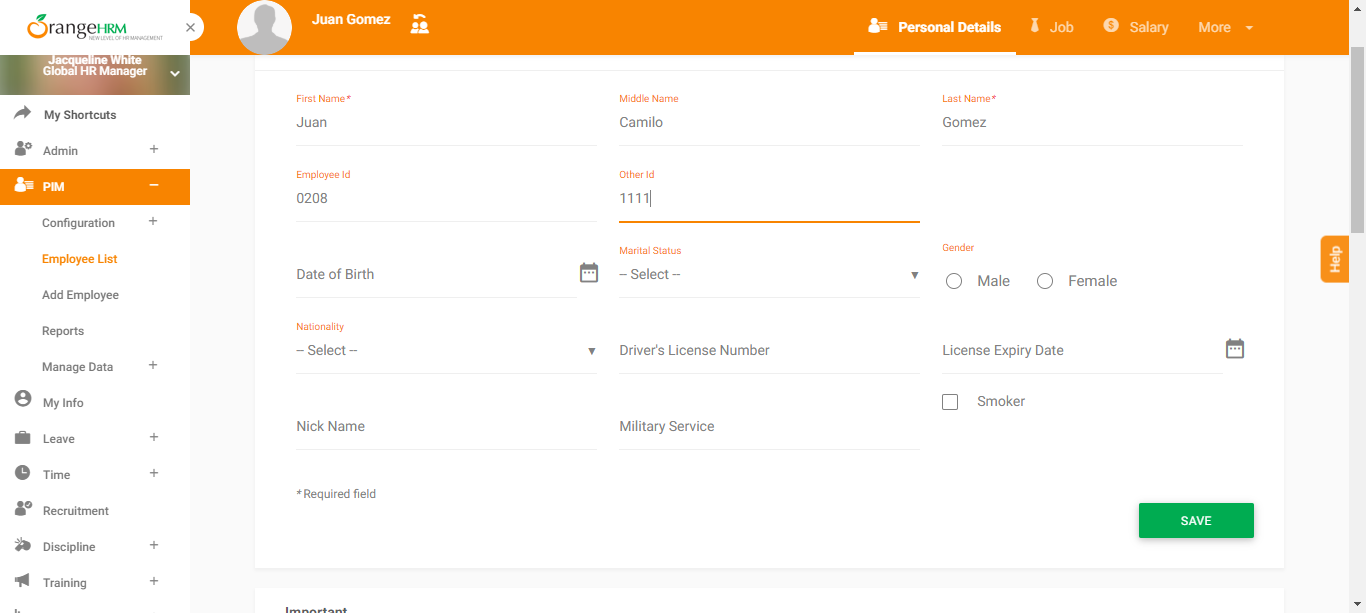 OrangeHRM
NEW LEVEL OF HR MANAGEMENT
Juan Gomez
Personal Details
Job
Salary
More
Jacqueline White
Global HR Manager
My Shortcuts
Admin
PIM
Configuration
Employee List
Add Employee
Reports
Manage Data
My Info
Leave
Time
Recruitment
Discipline
Training
First Name*
Middle Name
Last Name*
Juan
Camilo
Gomez
Employee Id
Other Id
0208
1111
Marital Status
Gender
Date of Birth
-- Select --
Male
Female
Nationality
-- Select --
Driver's License Number
License Expiry Date
Smoker
Nick Name
Military Service
* Required field
SAVE
Help
Important